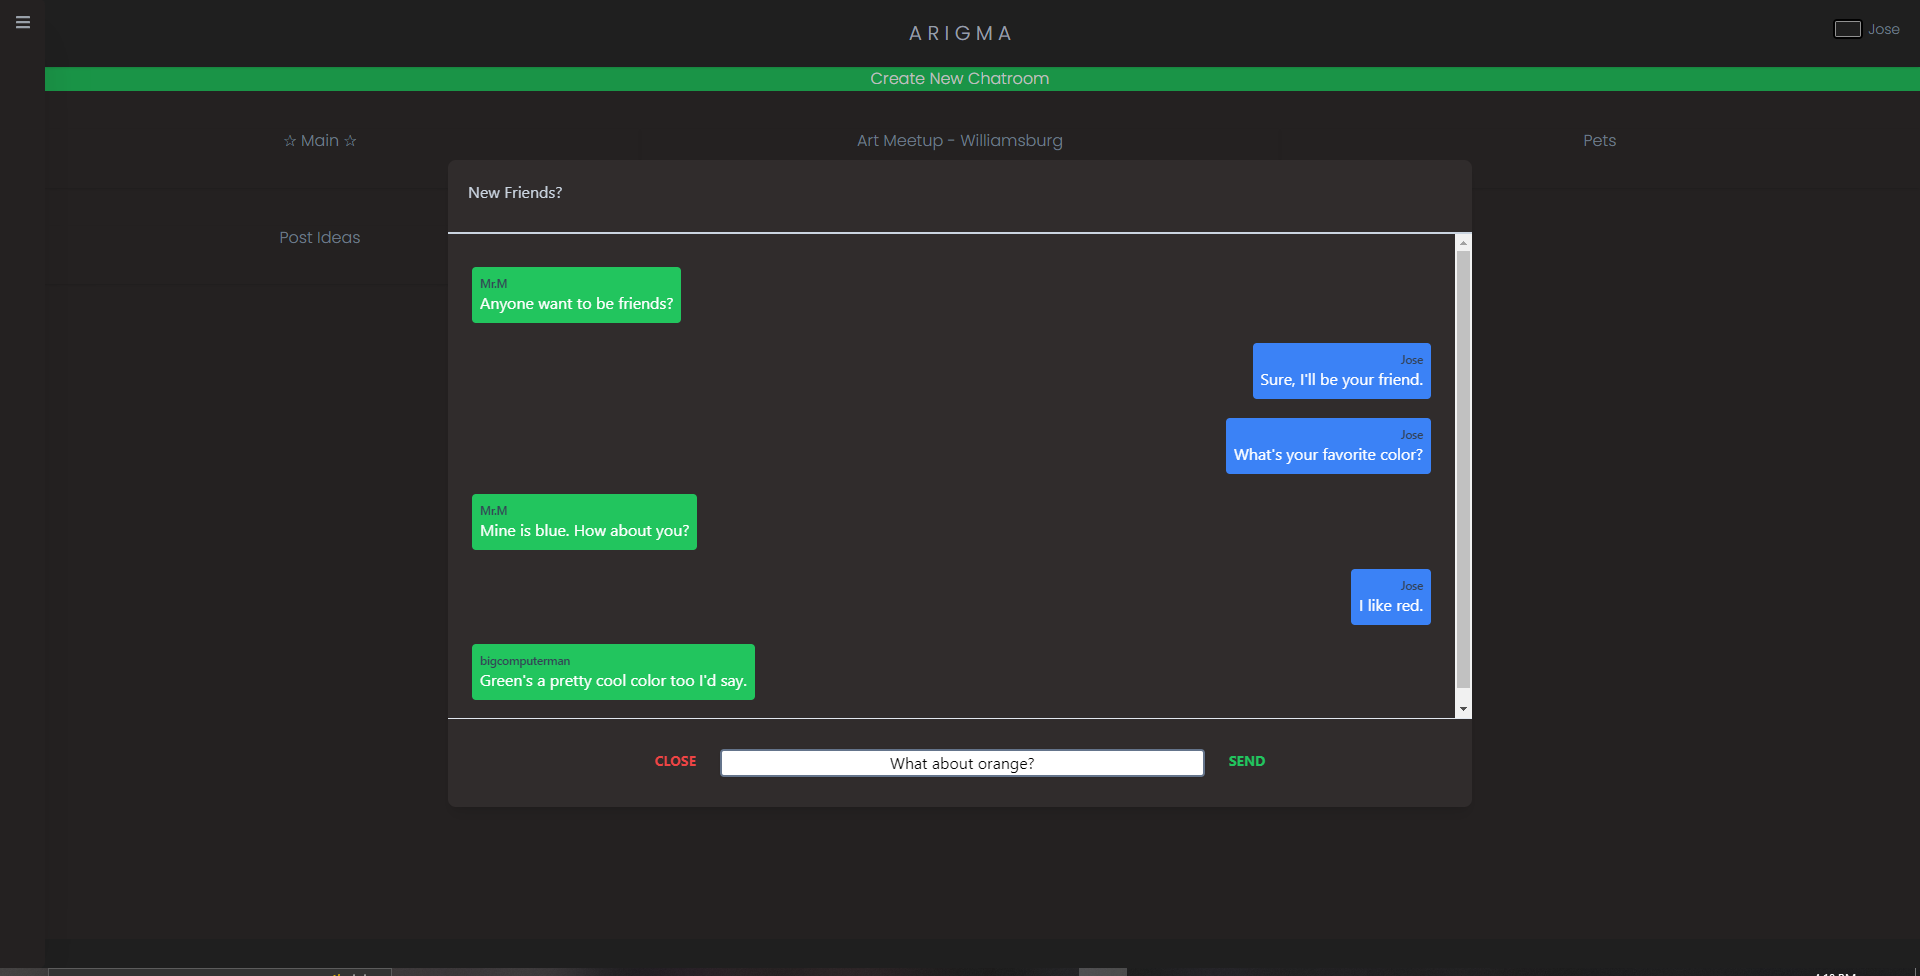 ARIGMA
Jose
Create New Chatroom
☆ Main ☆
Art Meetup - Williamsburg
Pets
Post Ideas
New Friends?
Mr.M
Anyone want to be friends?
Jose
Sure, I'll be your friend.
Jose
What's your favorite color?
Mr.M
Mine is blue. How about you?
Jose
I like red.
bigcomputerman
Green's a pretty cool color too I'd say.
CLOSE
What about orange?
SEND